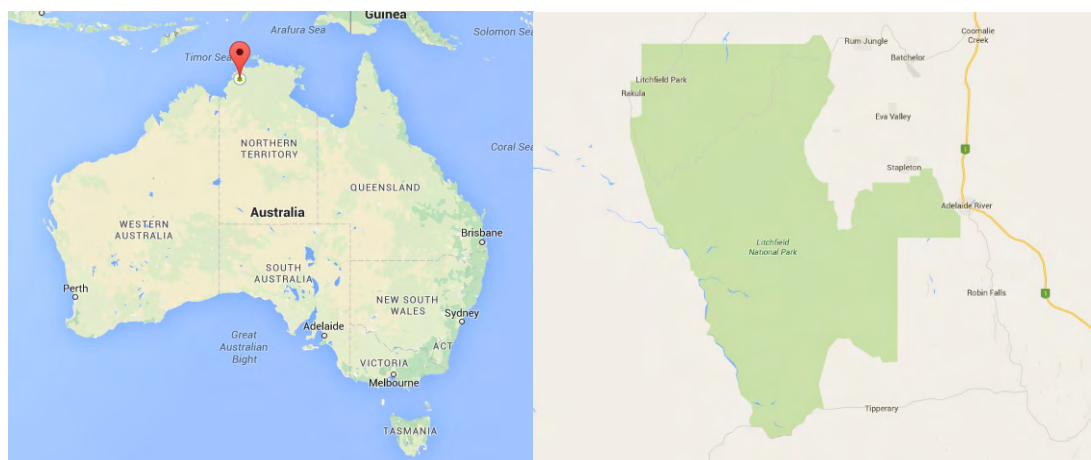 Guinea
Arafura Sea
Solomon Sea
Timor Sea
Coral Sea
NORTHERN
TERRITORY
QUEENSLAND
Australia
WESTERN
AUSTRALIA
Brisbane
SOUTH
AUSTRALIA
Perth
NEW SOUTH
WALES
Sydney
Adelaide
Great
Australian
Bight
ACT
VICTORIA
Melbourne
TASMANIA
Coomalie
Creek
Rum Jungle
Batchelor
Litchfield Park
Rakula
Eva Valley
1
Stapleton
Adelaide River
Litchfield
National Park
Robin Falls
1
Tipperary